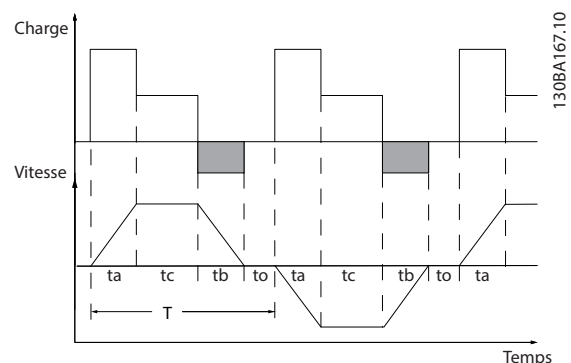 Charge
130BA167.10
Vitesse
ta tc tb to ta tc tb to ta
T
Temps